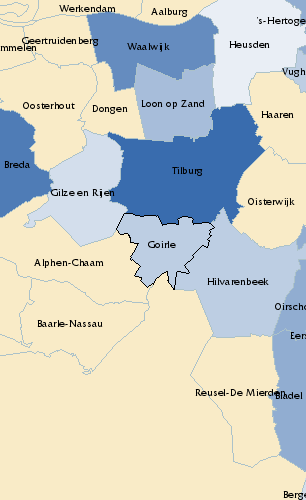 Werkendam
Aalburg
's-Hertoge
Geertruidenberg
Waalwijk
Heusden
mmelen
Vugh
Oosterhout
Dongen
Loon op Zand
Haaren
Breda
Tilburg
Gilze en Rijen
Oisterwijk
Goirle
Alphen-Chaam
Hilvarenbeek
Oirscho
Baarle-Nassau
Eers
Reusel-De Mierden
Bladel
Berge